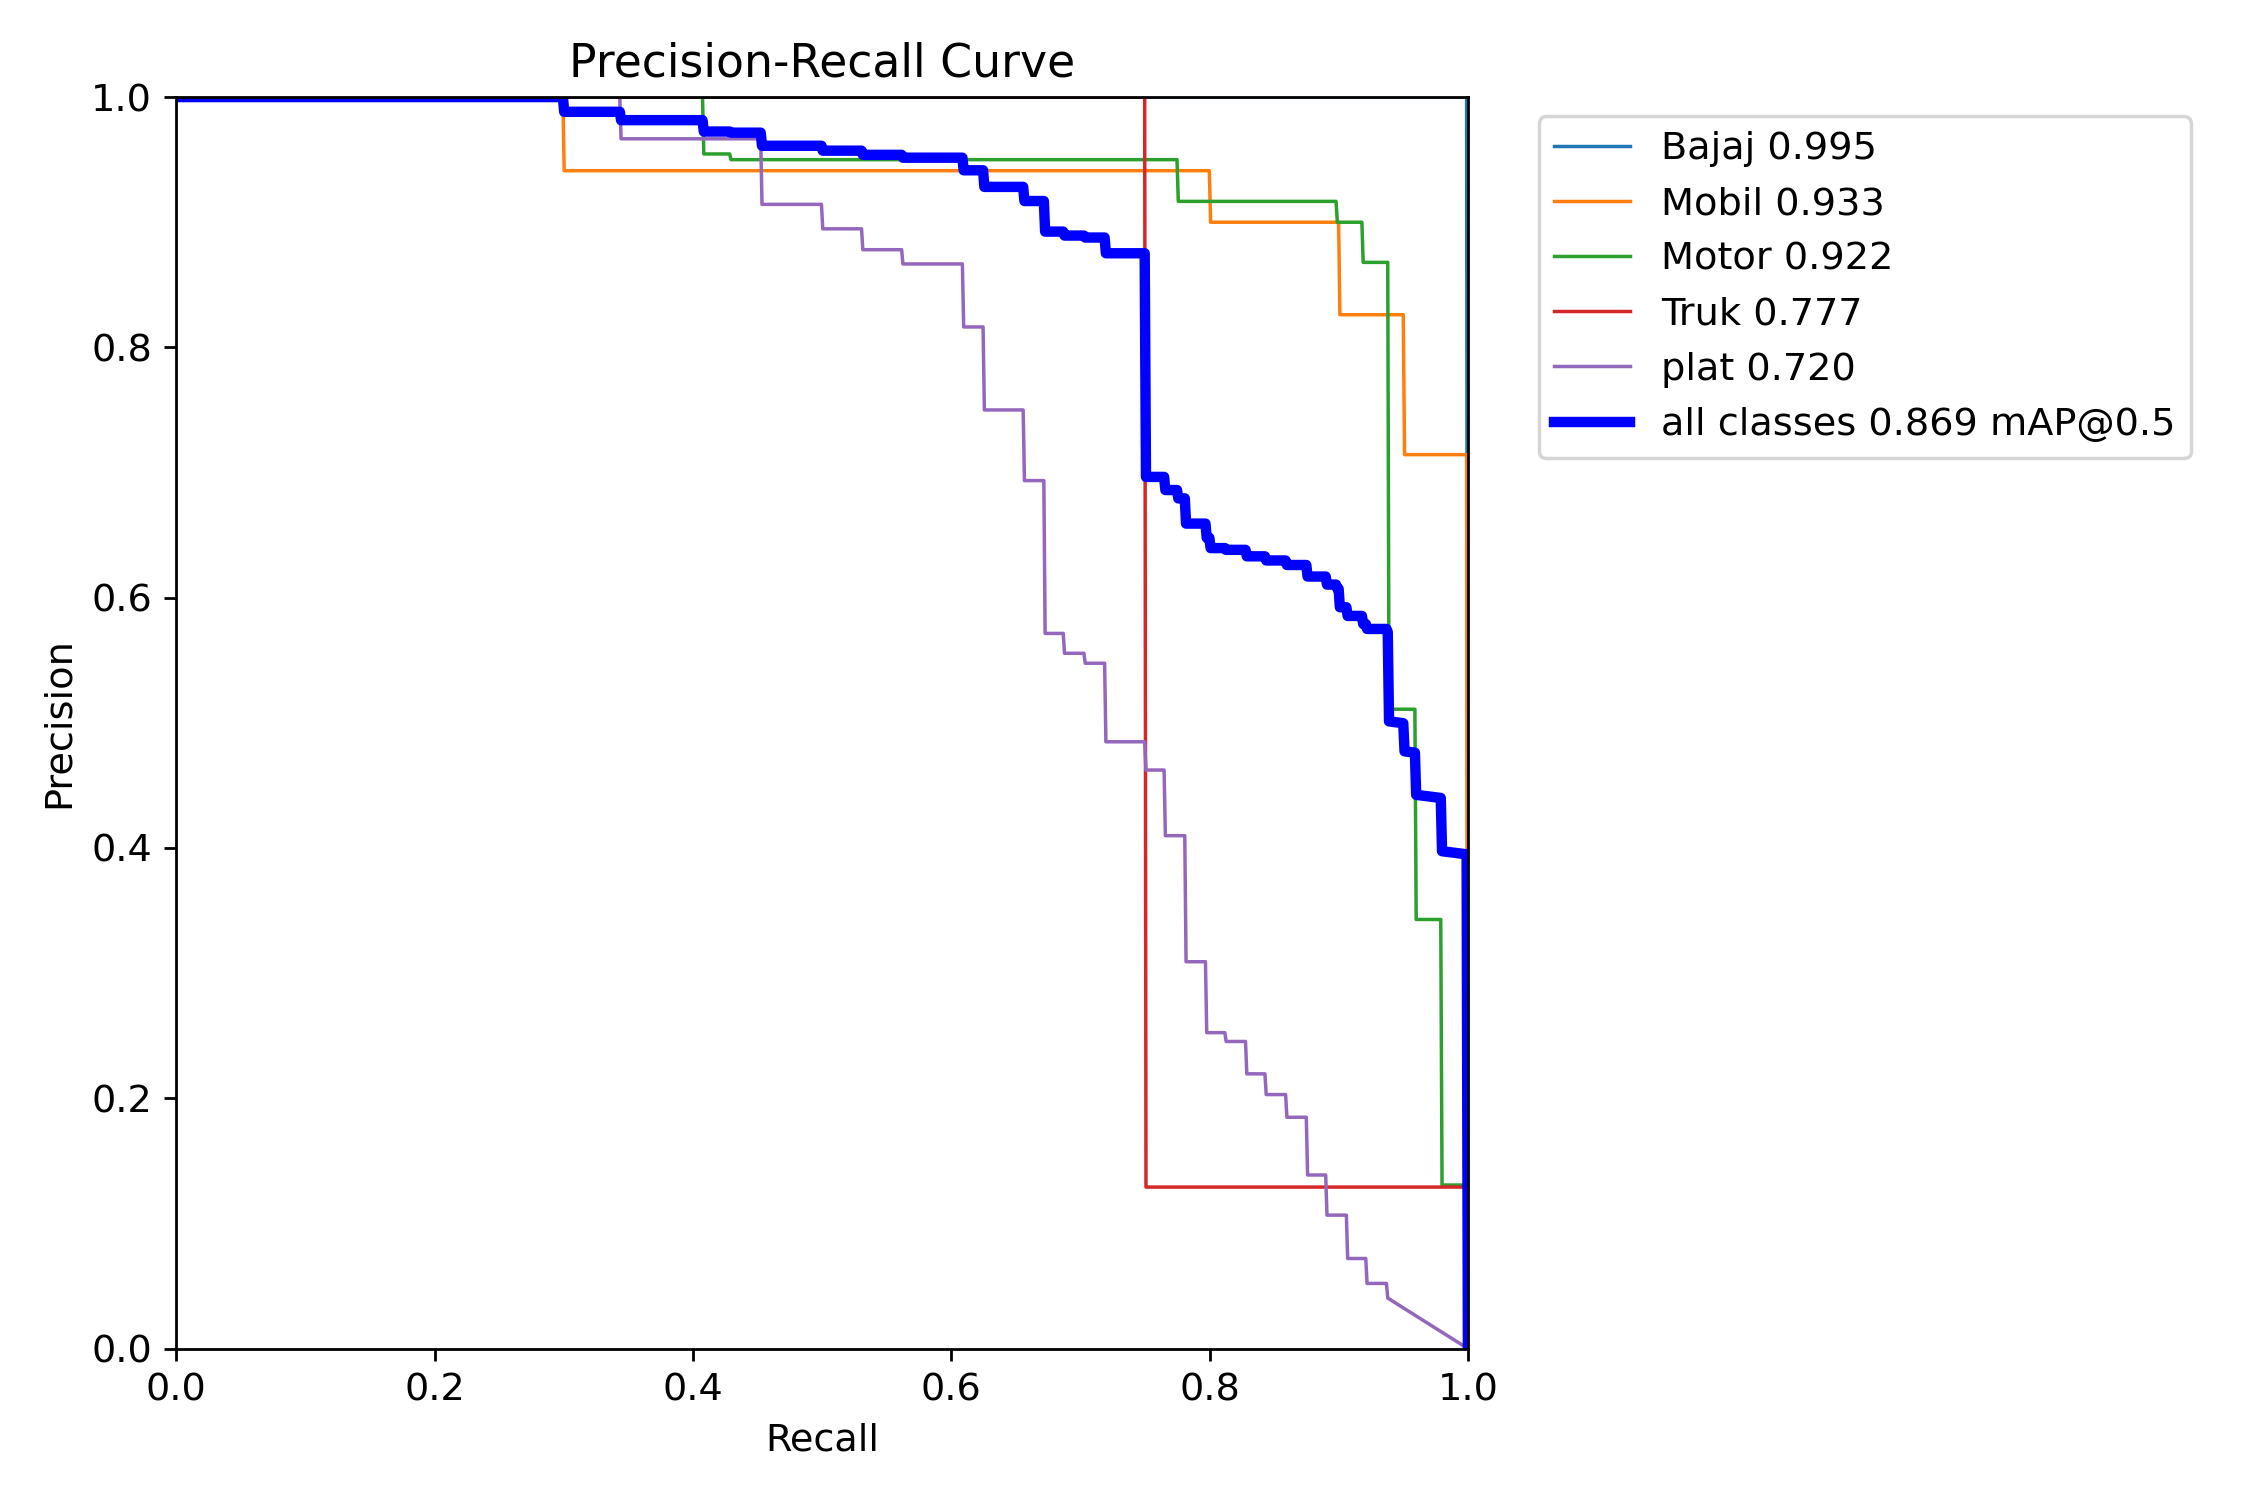 Precision-Recall Curve
1.0
0.8
0.6
0.4
0.2
0.0
Precision
0.0 0.2 0.4 0.6 0.8 1.0
Recall
Bajaj 0.995
Mobil 0.933
Motor 0.922
Truk 0.777
plat 0.720
all classes 0.869 mAP@0.5